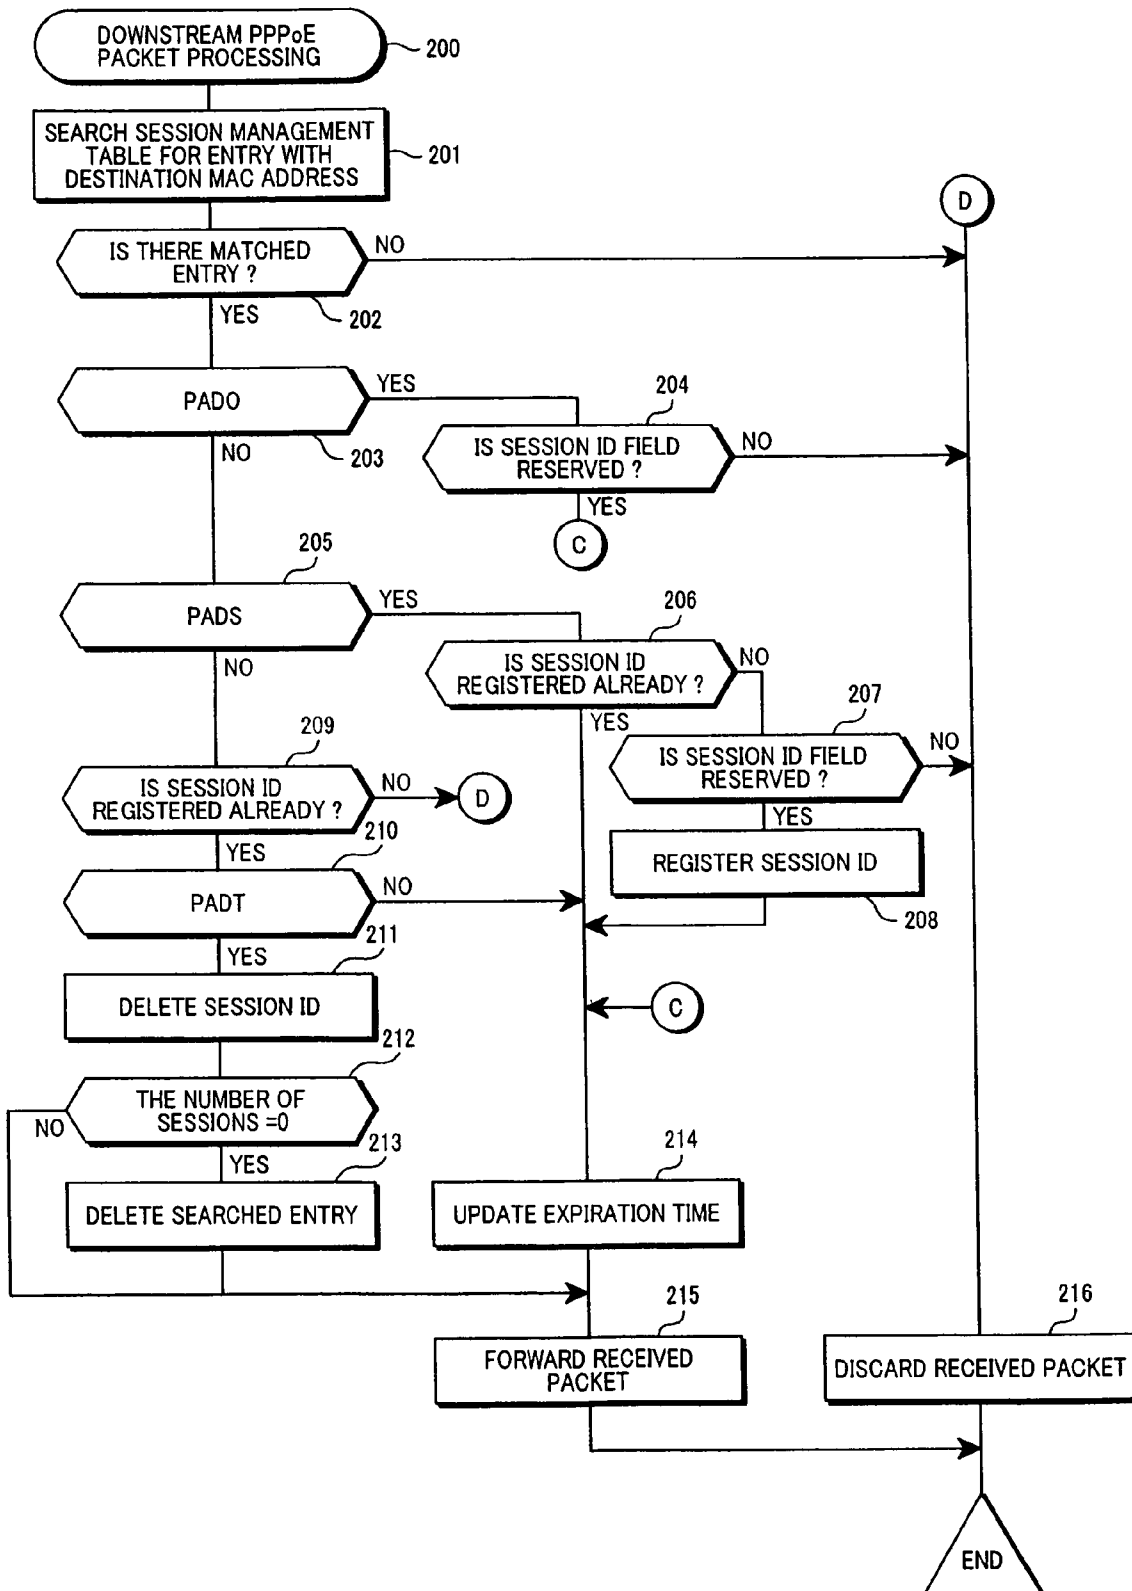 DOWNSTREAM PPPoE
PACKET PROCESSING
200
SEARCH SESSION MANAGEMENT
TABLE FOR ENTRY WITH
DESTINATION MAC ADDRESS
201
D
IS THERE MATCHED
ENTRY ?
NO
YES
202
PADO
YES
NO
203
204
IS SESSION ID FIELD
RESERVED ?
NO
YES
C
205
PADS
YES
NO
206
IS SESSION ID
REGISTERED ALREADY ?
NO
YES
207
IS SESSION ID FIELD
RESERVED ?
NO
YES
REGISTER SESSION ID
208
209
IS SESSION ID
REGISTERED ALREADY ?
NO
D
YES
210
PADT
NO
YES
211
DELETE SESSION ID
C
212
THE NUMBER OF
SESSIONS =0
NO
YES
213
DELETE SEARCHED ENTRY
214
UPDATE EXPIRATION TIME
215
FORWARD RECEIVED
PACKET
216
DISCARD RECEIVED PACKET
END